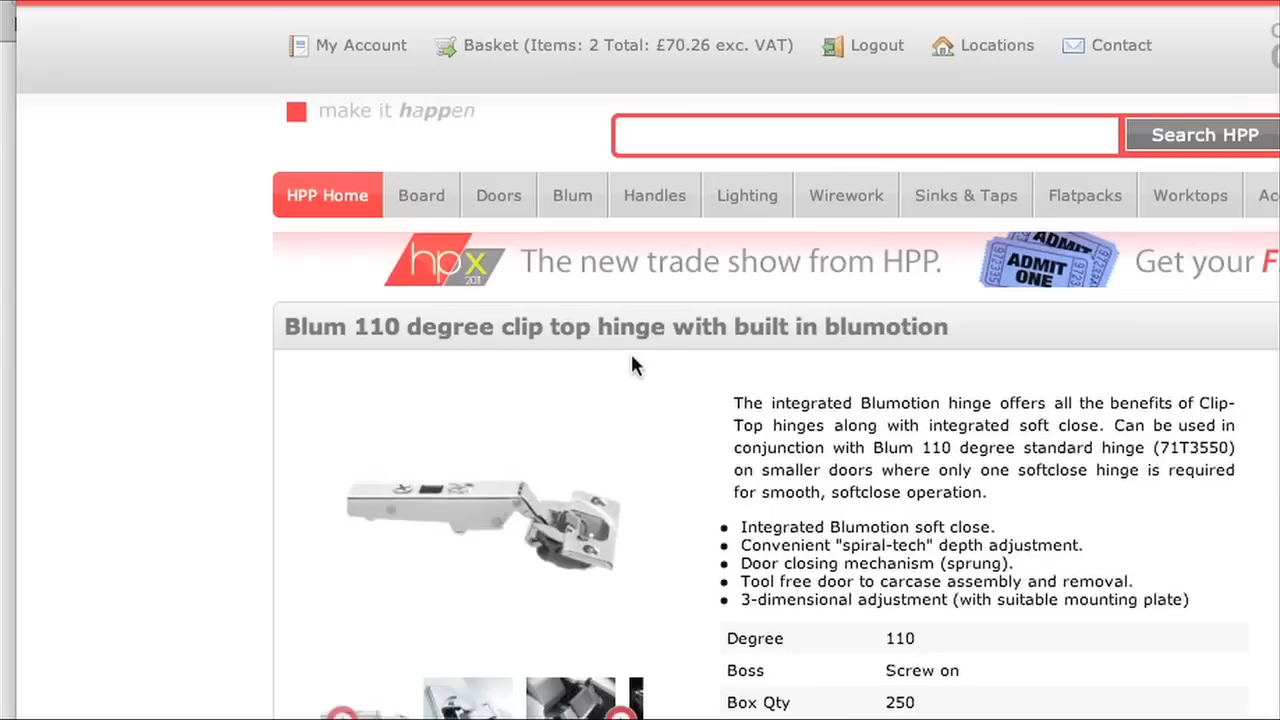 My Account Basket (Items: 2 Total: £70.26 exc. VAT) Logout Locations Contact
make it happen
Search HPP
HPP Home Board Doors Blum Handles Lighting Wirework Sinks & Taps Flatpacks Worktops
hpx 2011 The new trade show from HPP. ADMIT ONE Get your
Blum 110 degree clip top hinge with built in blumotion
The integrated Blumotion hinge offers all the benefits of Clip-
Top hinges along with integrated soft close. Can be used in
conjunction with Blum 110 degree standard hinge (71T3550)
on smaller doors where only one softclose hinge is required
for smooth, softclose operation.
Integrated Blumotion soft close.
Convenient "spiral-tech" depth adjustment.
Door closing mechanism (sprung).
Tool free door to carcase assembly and removal.
3-dimensional adjustment (with suitable mounting plate)
Degree 110
Boss Screw on
Box Qty 250